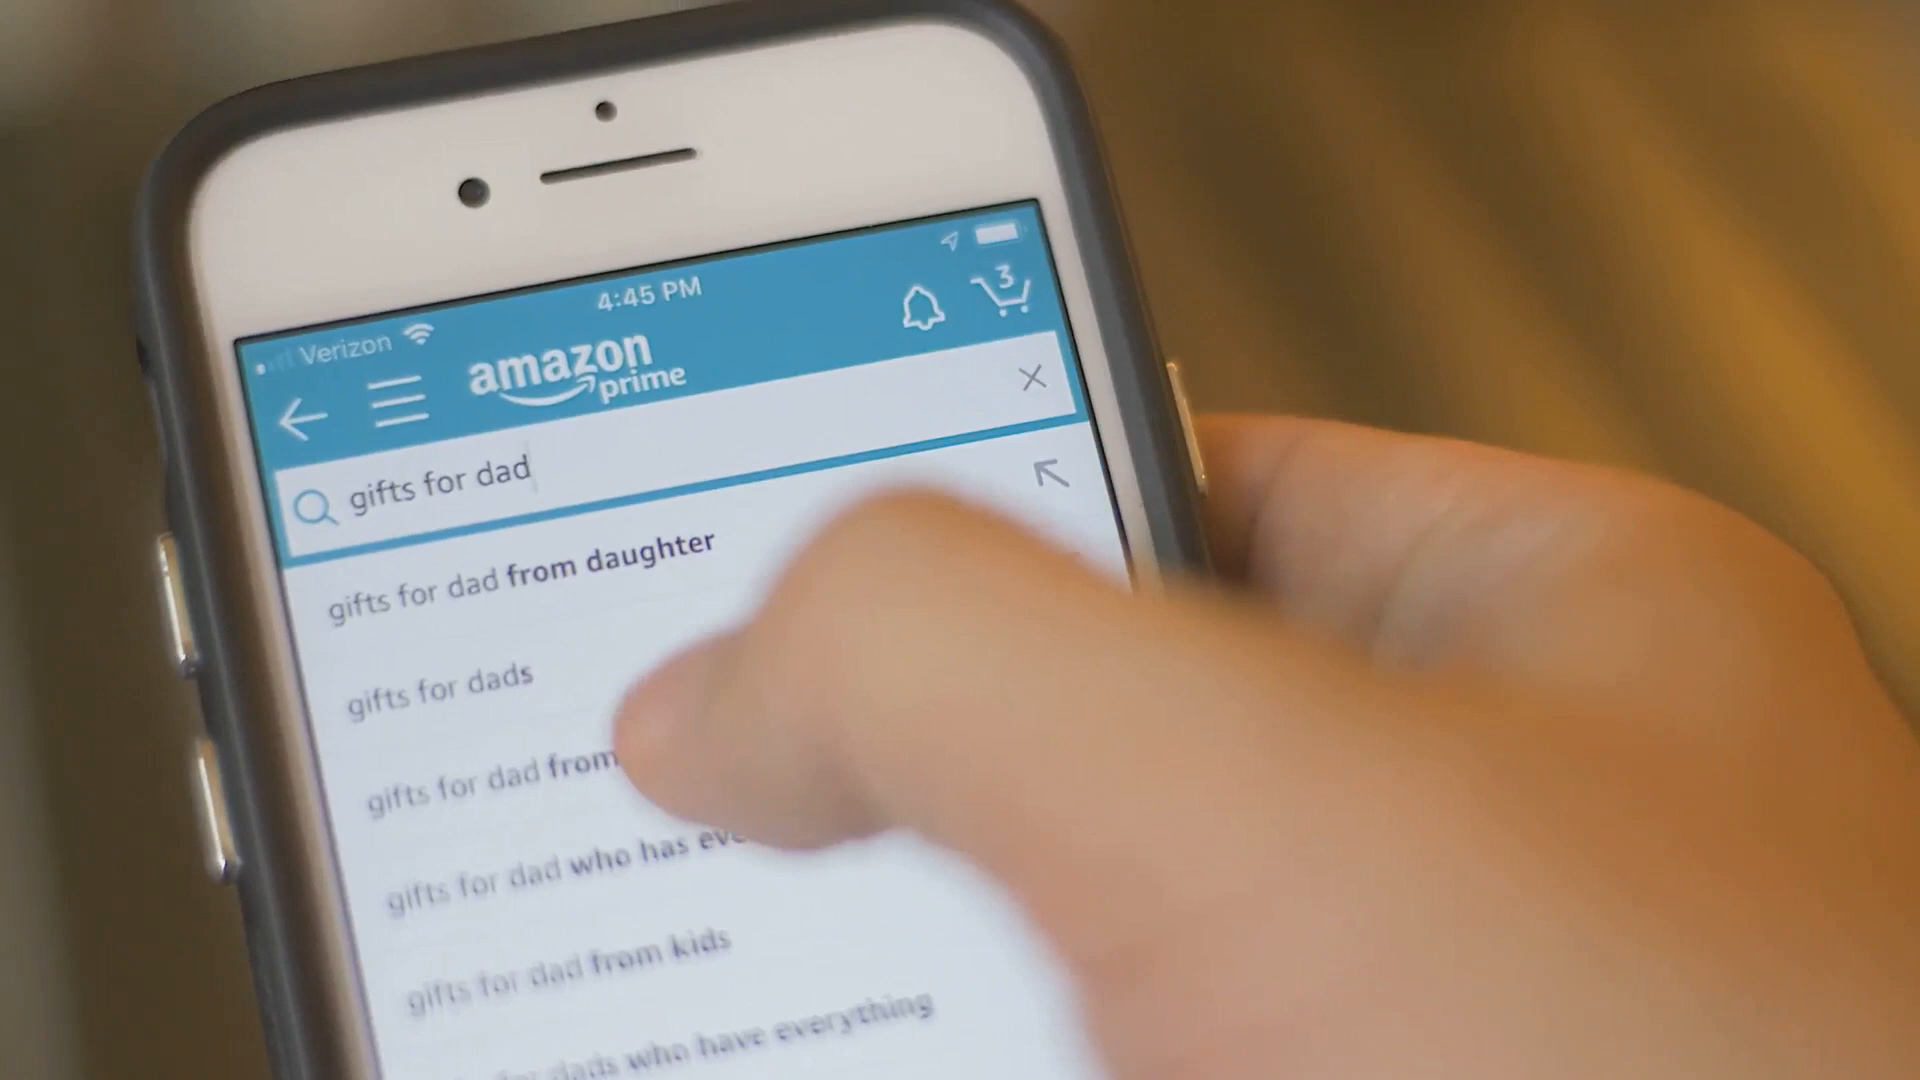 4:45 PM
Verizon
3
amazon
prime
gifts for dad
gifts for dad from daughter
gifts for dads
gifts for dad from
gifts for dad who has
gifts for dad from kids
for dads who have everything